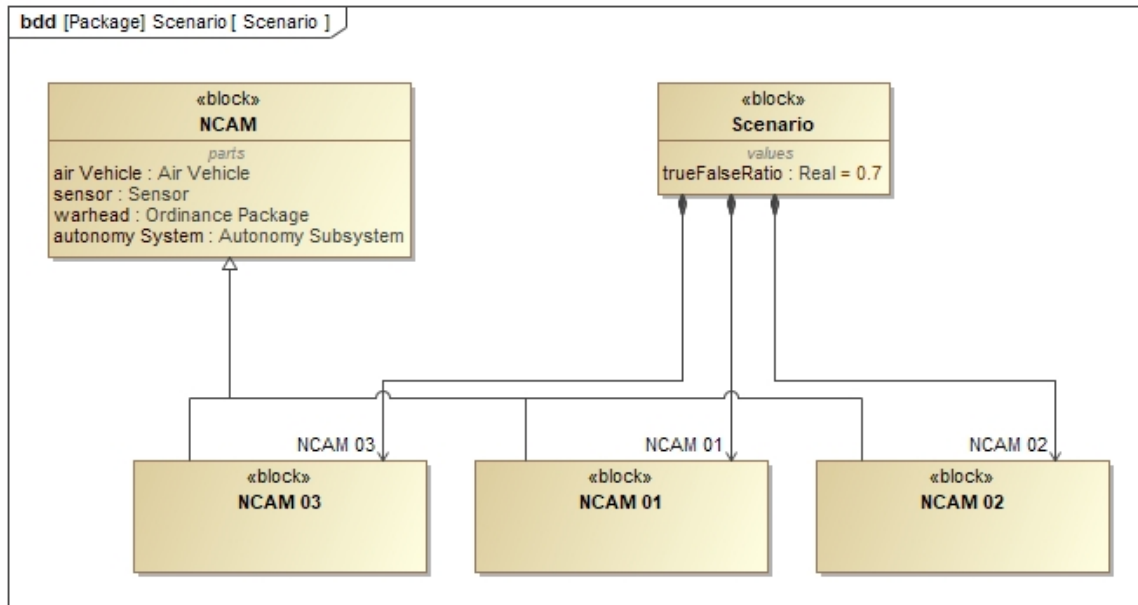 bdd [Package] Scenario [ Scenario ]
«block»
NCAM
parts
air Vehicle : Air Vehicle
sensor : Sensor
warhead : Ordinance Package
autonomy System : Autonomy Subsystem
«block»
Scenario
values
trueFalseRatio : Real = 0.7
NCAM 03
NCAM 01
NCAM 02
«block»
NCAM 03
«block»
NCAM 01
«block»
NCAM 02